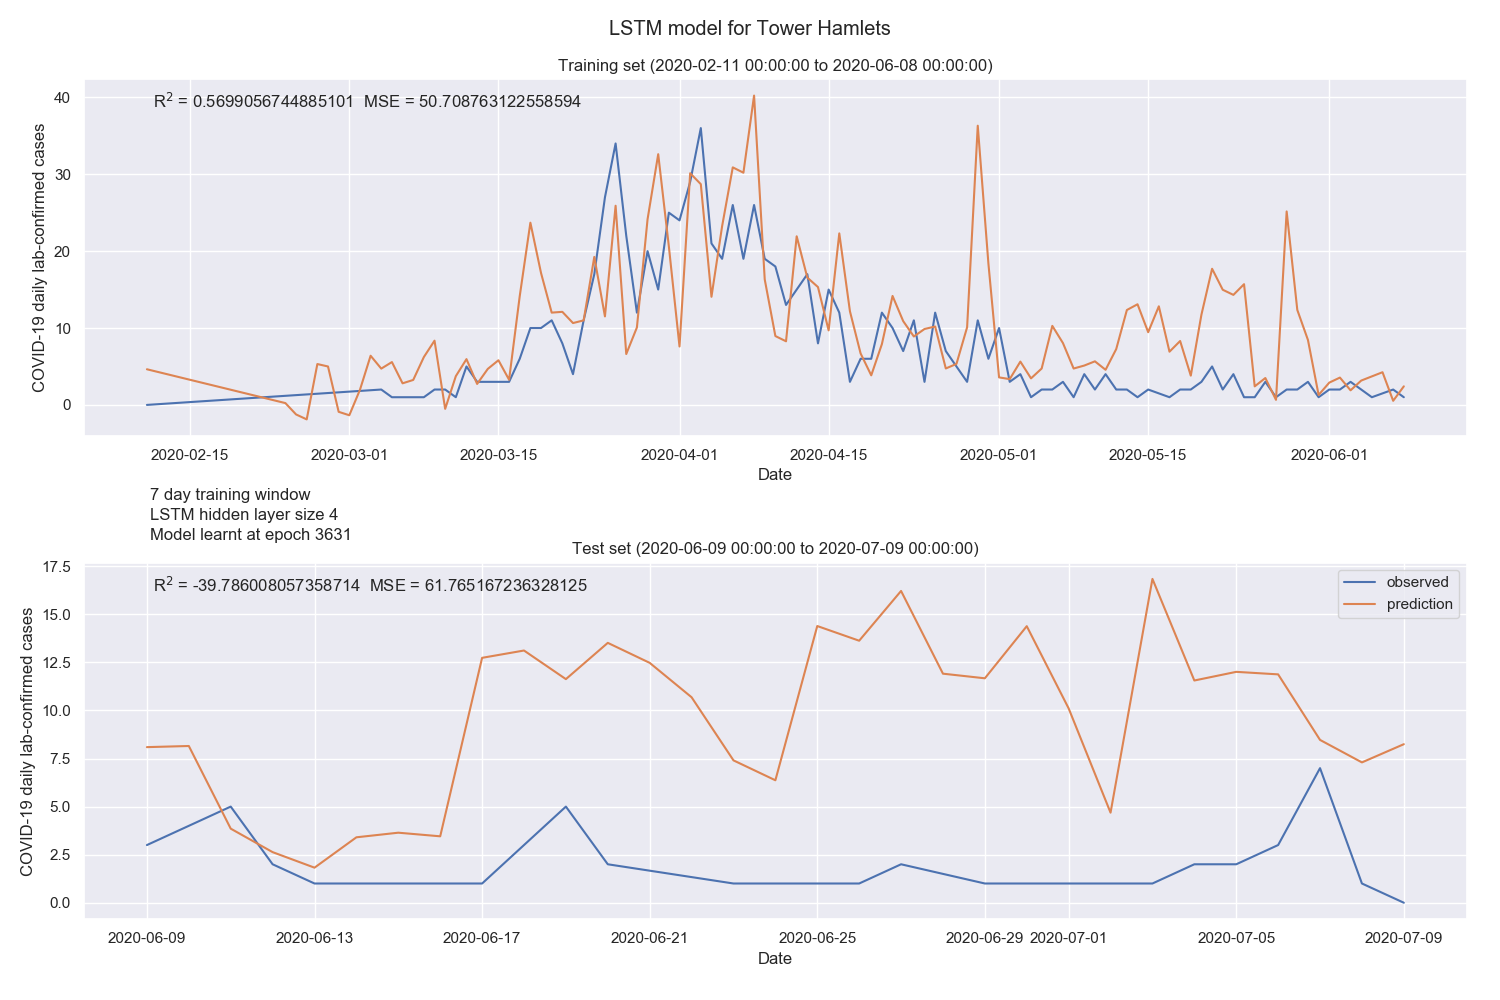 LSTM model for Tower Hamlets
Training set (2020-02-11 00:00:00 to 2020-06-08 00:00:00)
R² = 0.5699056744885101 MSE = 50.708763122558594
COVID-19 daily lab-confirmed cases
40
30
20
10
0
2020-02-15 2020-03-01 2020-03-15 2020-04-01 2020-04-15 2020-05-01 2020-05-15 2020-06-01
Date
7 day training window
LSTM hidden layer size 4
Model learnt at epoch 3631
Test set (2020-06-09 00:00:00 to 2020-07-09 00:00:00)
R² = -39.786008057358714 MSE = 61.765167236328125
observed
prediction
COVID-19 daily lab-confirmed cases
17.5
15.0
12.5
10.0
7.5
5.0
2.5
0.0
2020-06-09 2020-06-13 2020-06-17 2020-06-21 2020-06-25 2020-06-29 2020-07-01 2020-07-05 2020-07-09
Date